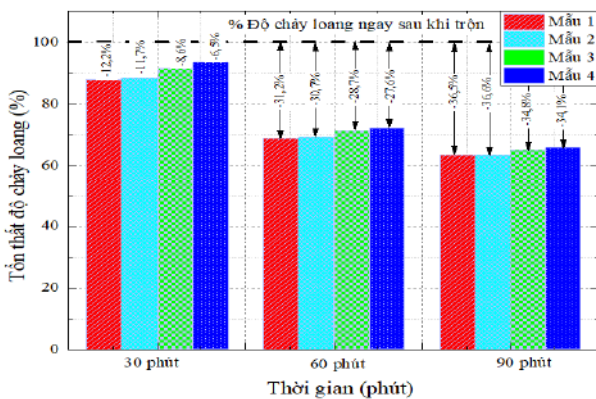 % Độ chảy loang ngay sau khi trộn
Mẫu 1
Mẫu 2
Mẫu 3
Mẫu 4
Tổn thất độ chảy loang (%)
100
80
60
40
20
0
-12,2%
-11,7%
-8,6%
-6,5%
-31,2%
-30,7%
-28,7%
-27,6%
-36,5%
-36,6%
-34,8%
-34,1%
30 phút
60 phút
90 phút
Thời gian (phút)